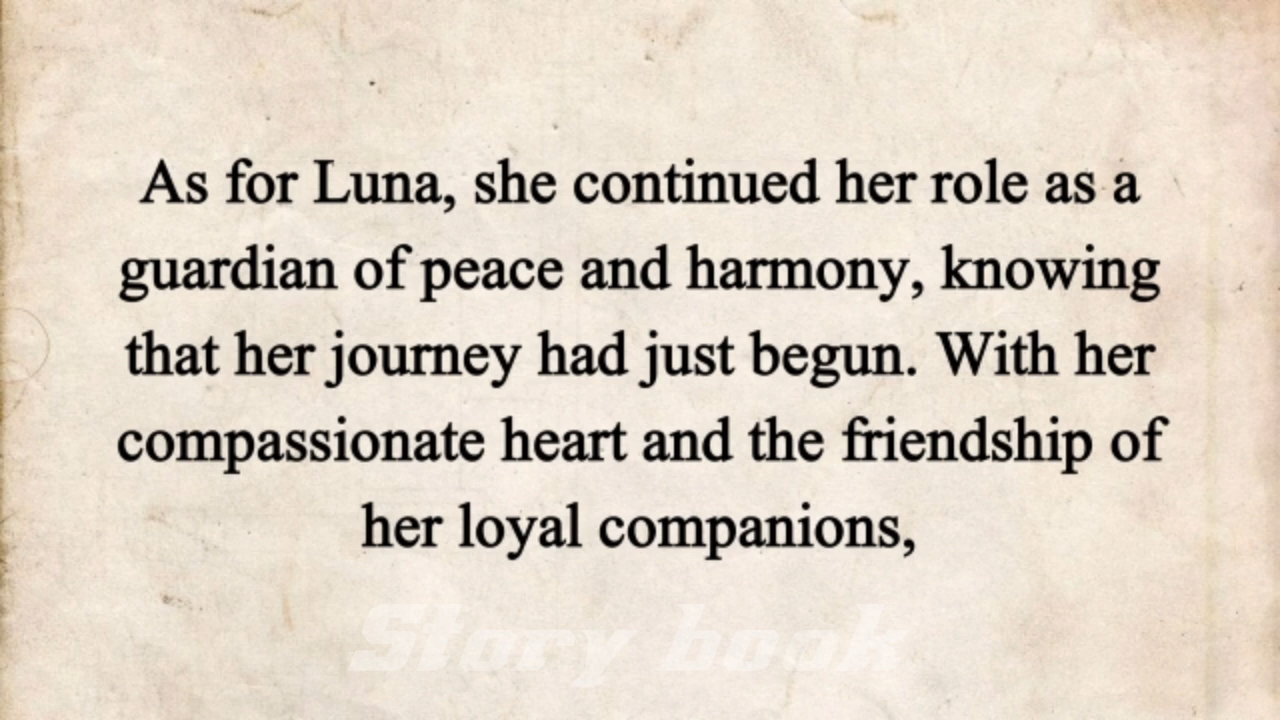 As for Luna, she continued her role as a
guardian of peace and harmony, knowing
that her journey had just begun. With her
compassionate heart and the friendship of
her loyal companions,
Story book